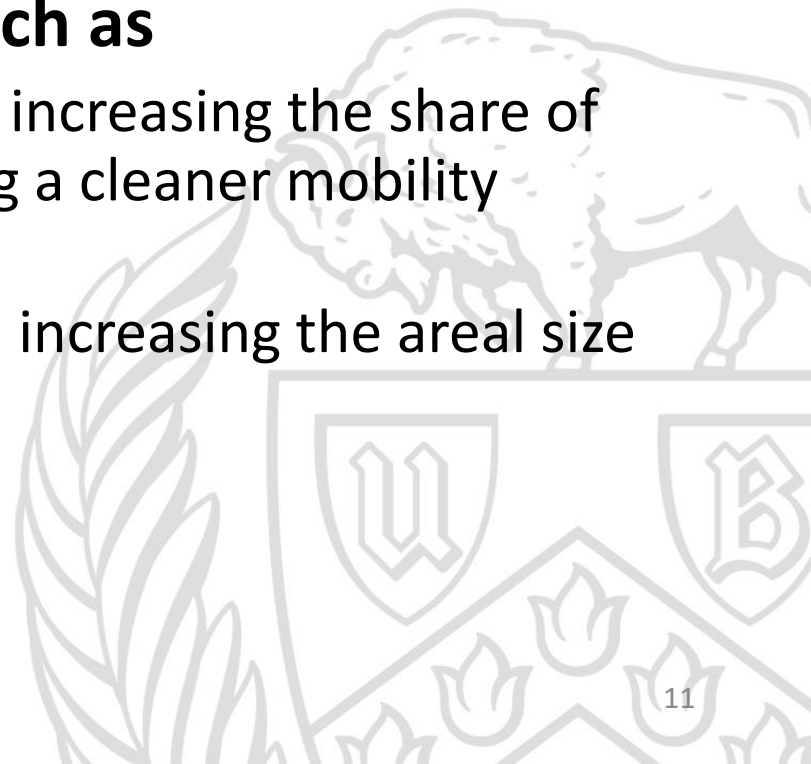 ch as
increasing the share of
g a cleaner mobility
increasing the areal size
U B
11